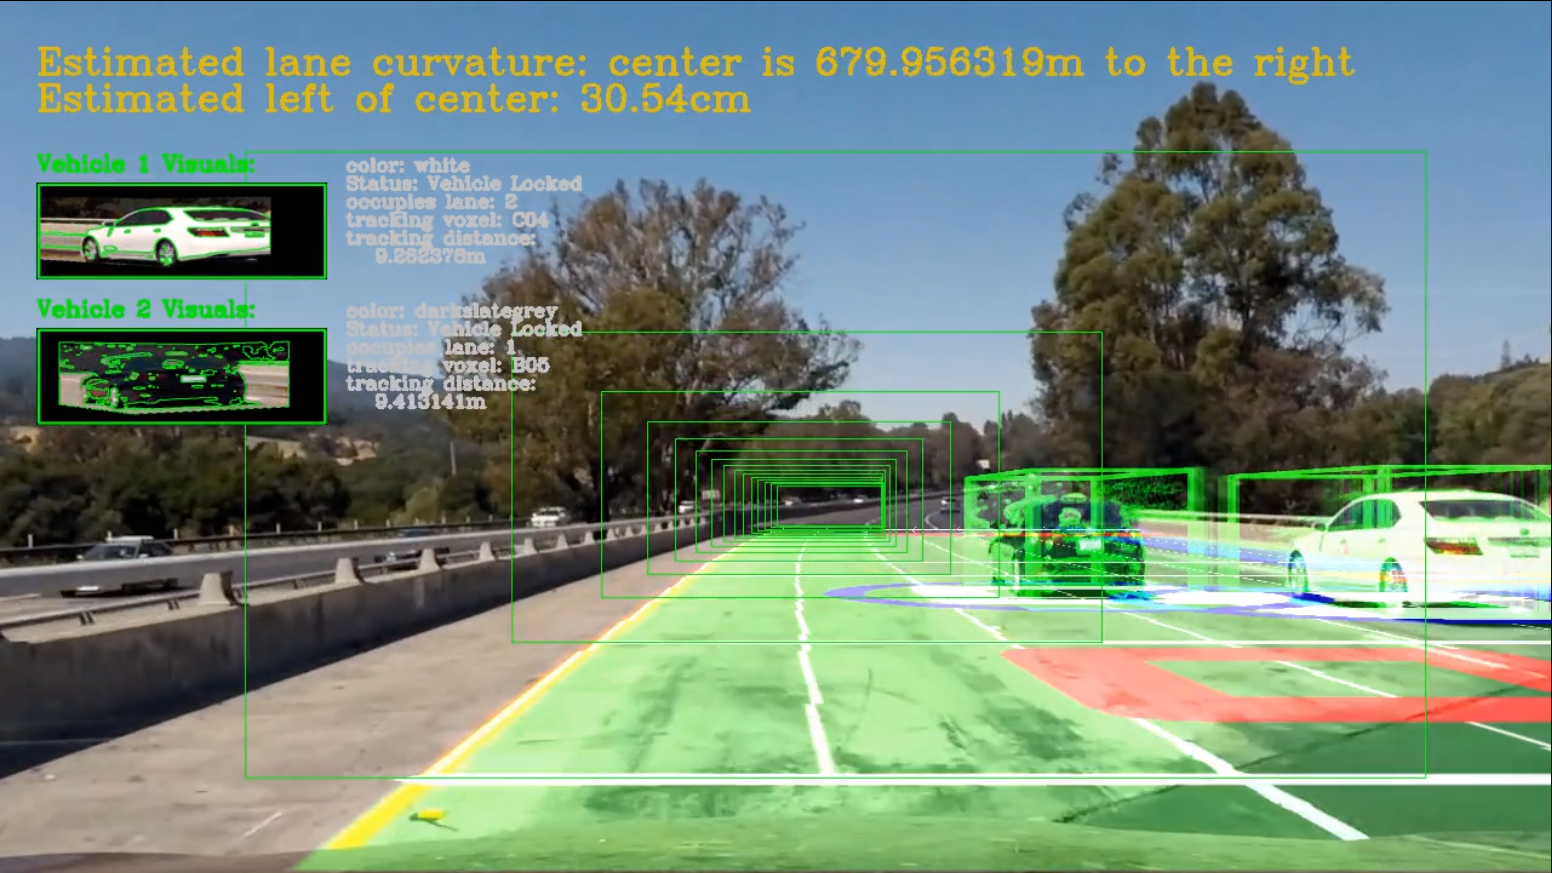 Estimated lane curvature: center is 679.956319m to the right
Estimated left of center: 30.54cm
Vehicle 1 Visuals:
color: white
Status: Vehicle Locked
occupies lane: 2
tracking voxel: C04
tracking distance:
9.282376m
Vehicle 2 Visuals:
color: darkslategrey
Status: Vehicle Locked
occupies lane: 1
tracking voxel: B05
tracking distance:
9.413141m